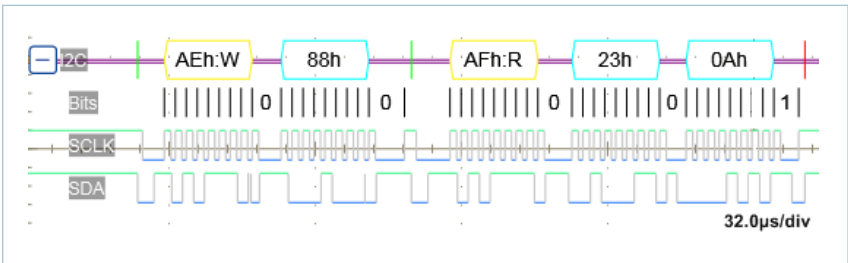 I2C AEh:W 88h AFh:R 23h 0Ah
Bits 0 0 0 0 1
SCLK
SDA
32.0µs/div